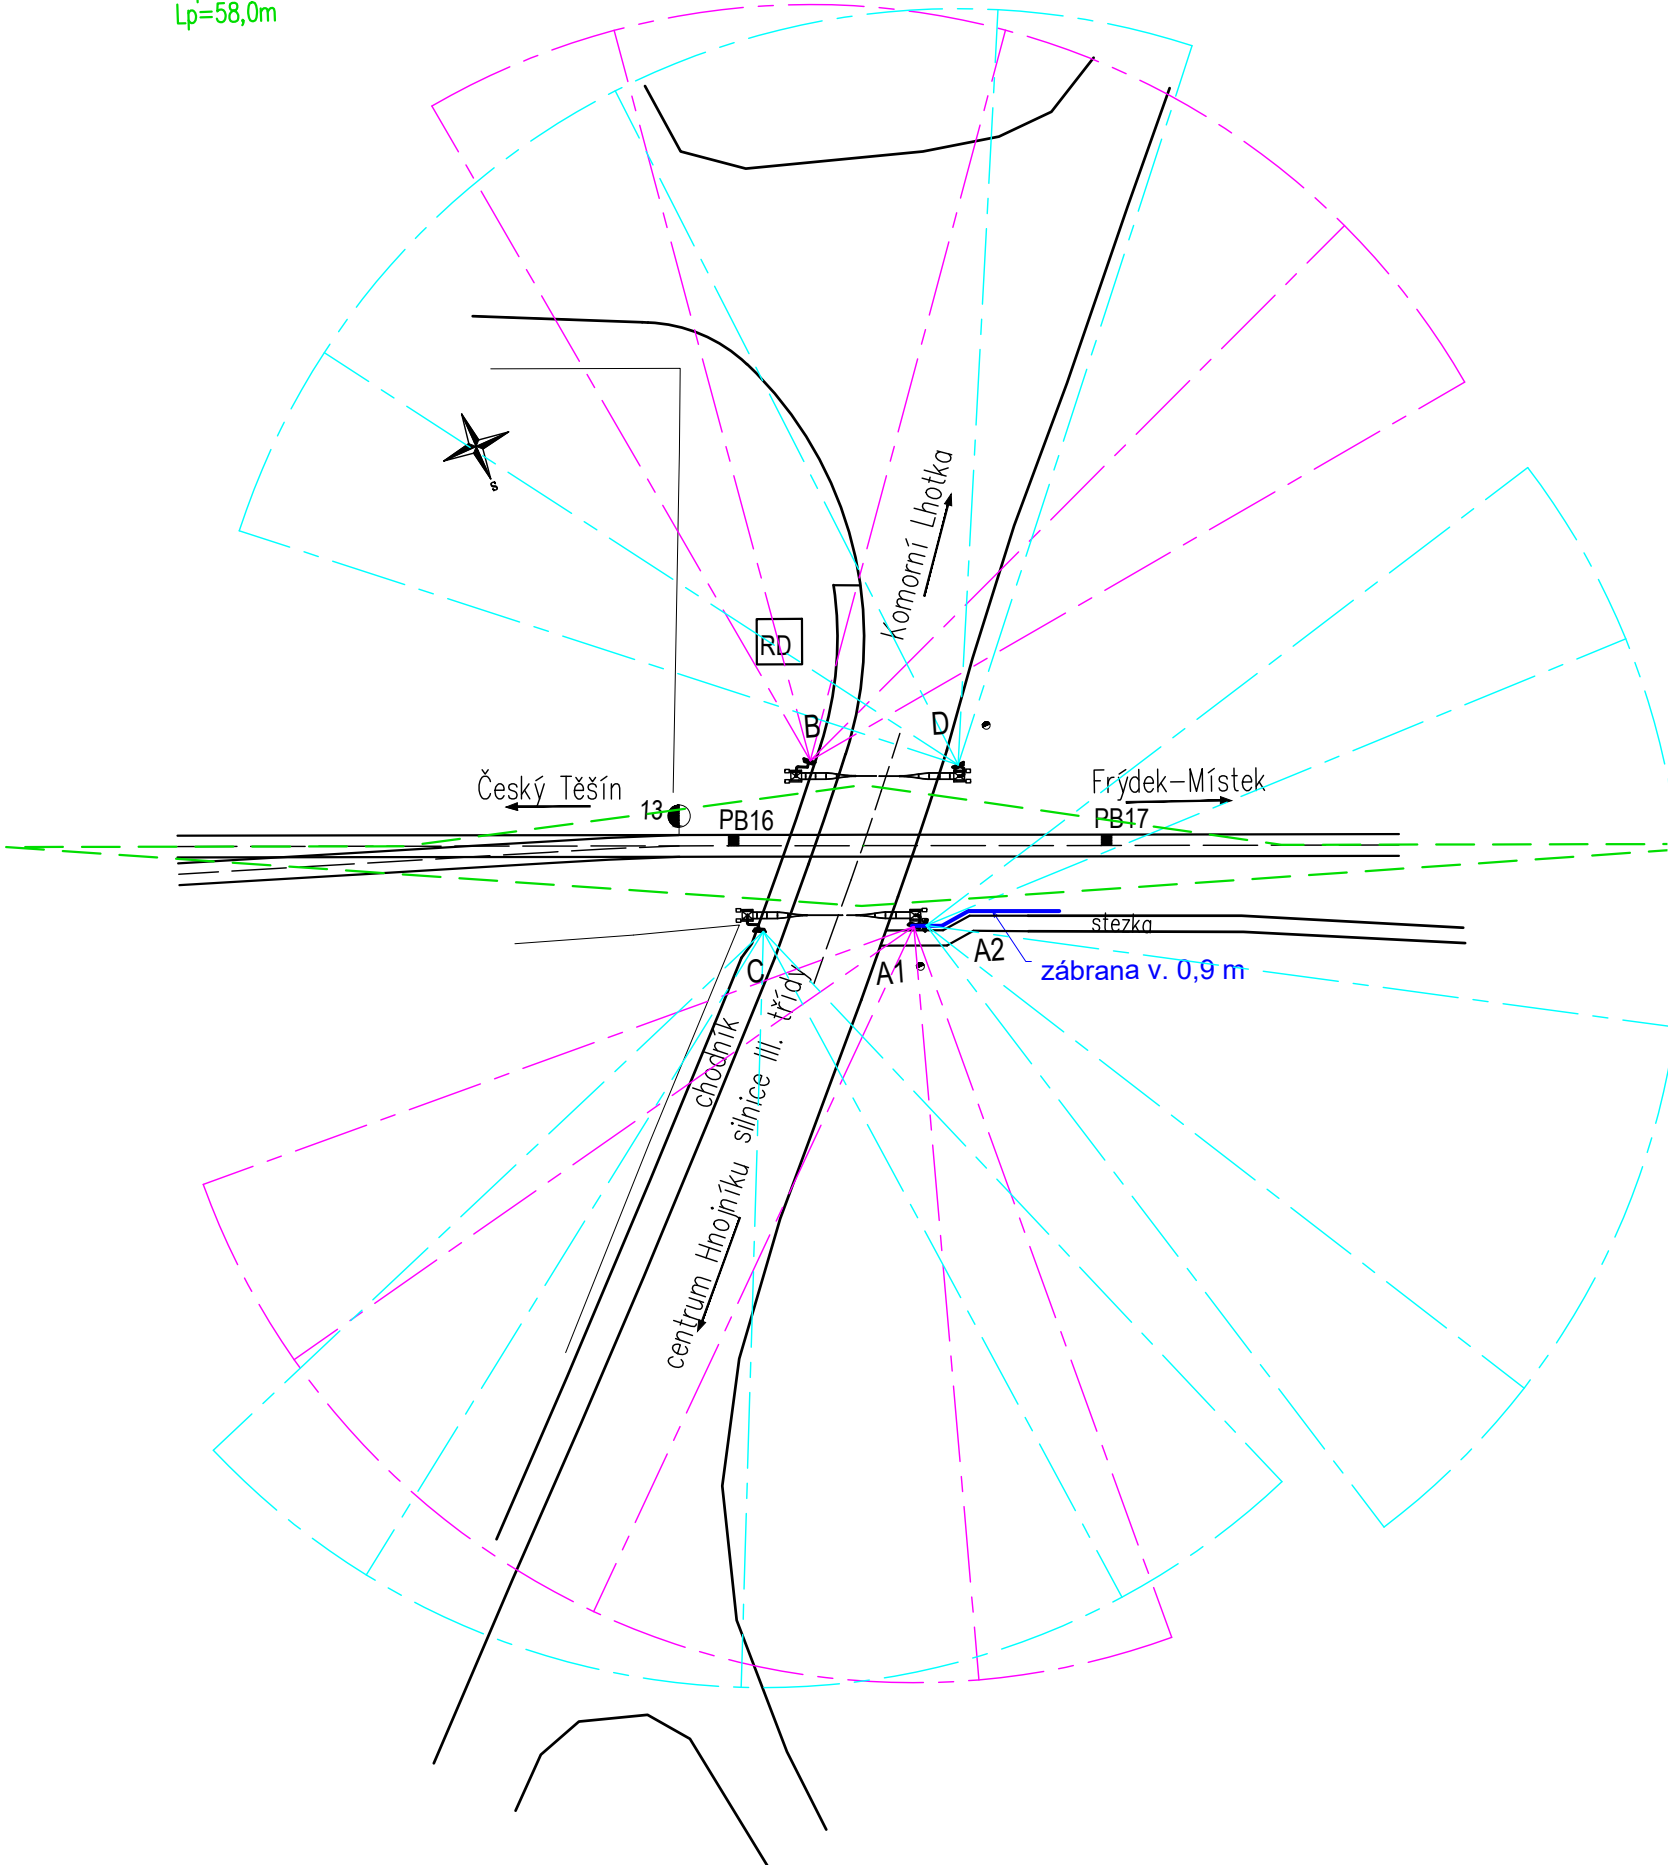 Lp=58,0m
s
Komorní Lhotka
RD
B
D
Český Těšín
Frýdek-Místek
13
PB16
PB17
stezka
C
A1
A2
zábrana v. 0,9 m
chodník
silnice III. třídy
centrum Hnojníku